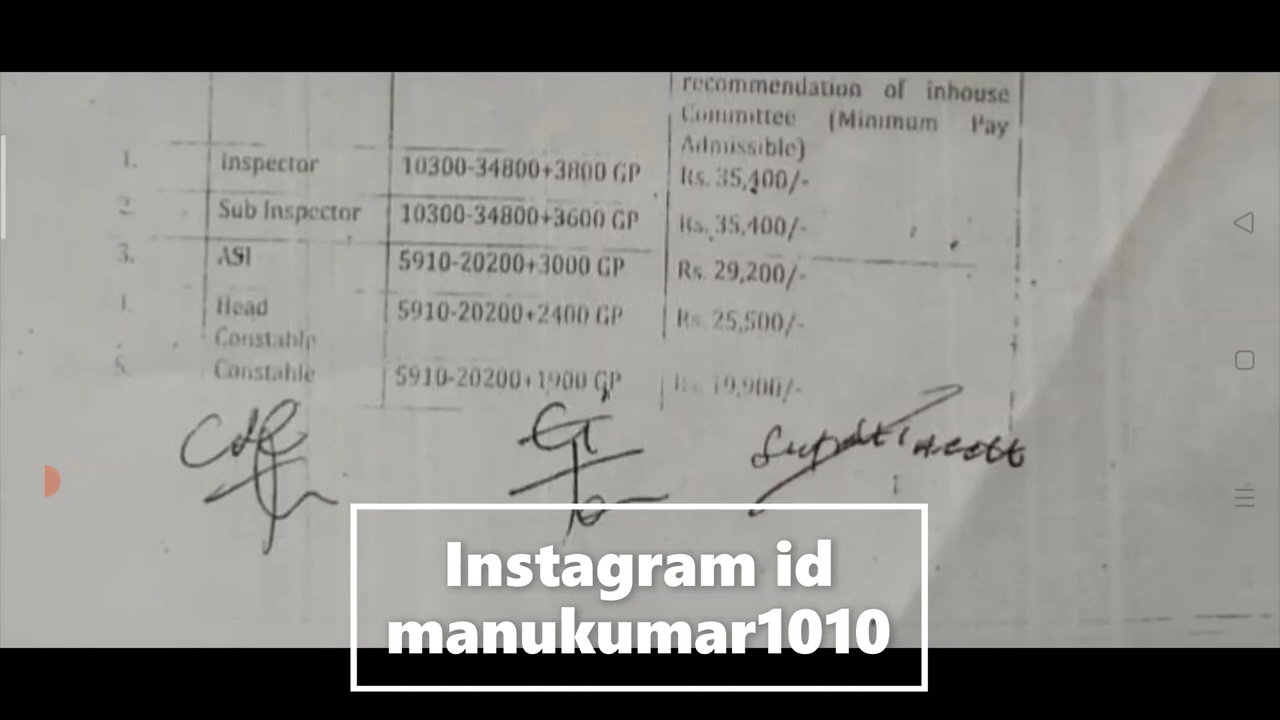 recommendation of inhouse
Committee (Minimum Pay
Admissible)
1. Inspector 10300-34800+3800 GP Rs. 35,400/-
2 Sub Inspector 10300-34800+3600 GP Rs. 35,400/-
3. ASI 5910-20200+3000 GP Rs. 29,200/-
Head 5910-20200+2400 GP Rs. 25,500/-
Constable
5. Constable 5910-20200+1900 GP Rs. 19,900/-
Instagram id
manukumar1010